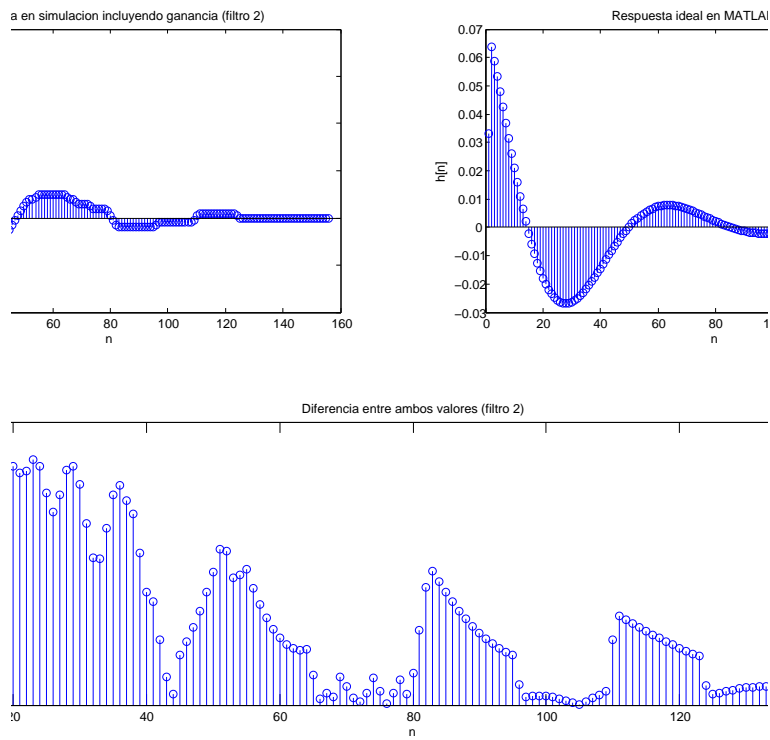 a en simulacion incluyendo ganancia (filtro 2)
60 80 100 120 140 160
n
Respuesta ideal en
0.07
0.06
0.05
0.04
0.03
0.02
0.01
0
−0.01
−0.02
−0.03
h[n]
0 20 40 60 80
n
Diferencia entre ambos valores (filtro 2)
40 60 80 100 120
n